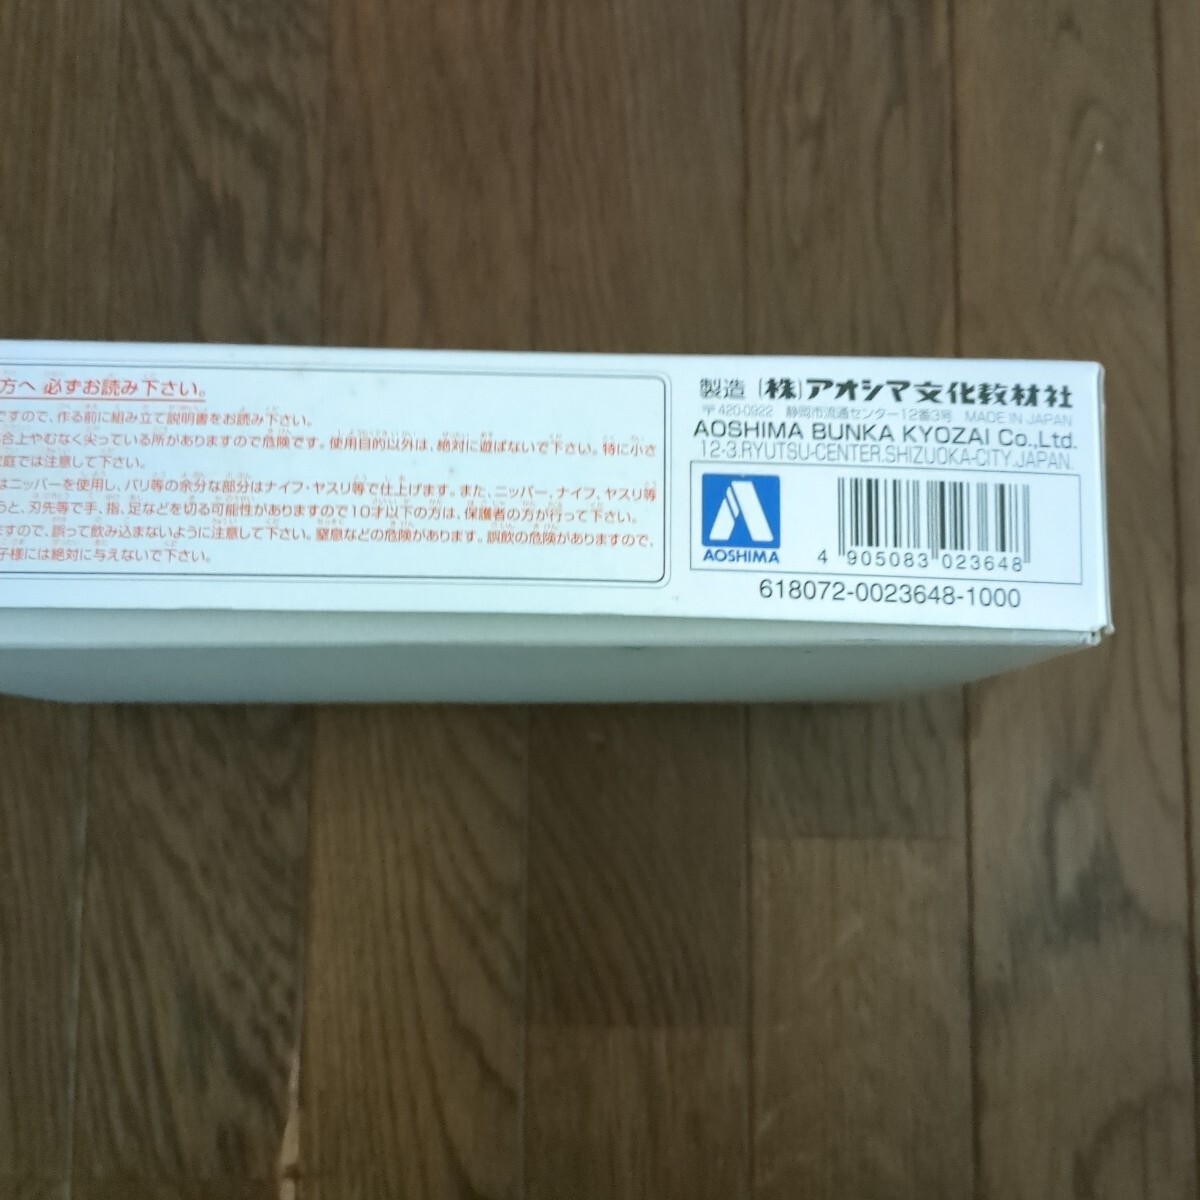 方へ 必ずお読み下さい。
ですので、作る前に組み立て説明書をお読み下さい。
合上やむなく尖っている所がありますので危険です。使用目的以外は、絶対に遊ばないで下さい。特に小さ
家庭では注意して下さい。
はニッパーを使用し、バリ等の余分な部分はナイフ・ヤスリ等で仕上げます。また、ニッパー、ナイフ、ヤスリ等
うと、刃先等で手、指、足などを切る可能性がありますので10才以下の方は、保護者の方が行って下さい。
ますので、誤って飲み込まないように注意して下さい。窒息などの危険があります。誤飲の危険がありますので、
子様には絶対に与えないで下さい。
製造 (株)アオシマ文化教材社
〒420-0922 静岡市流通センター12番3号 MADE IN JAPAN
AOSHIMA BUNKA KYOZAI Co.,Ltd.
12-3.RYUTSU-CENTER.SHIZUOKA-CITY.JAPAN.
AOSHIMA
4 905083 023648
618072-0023648-1000